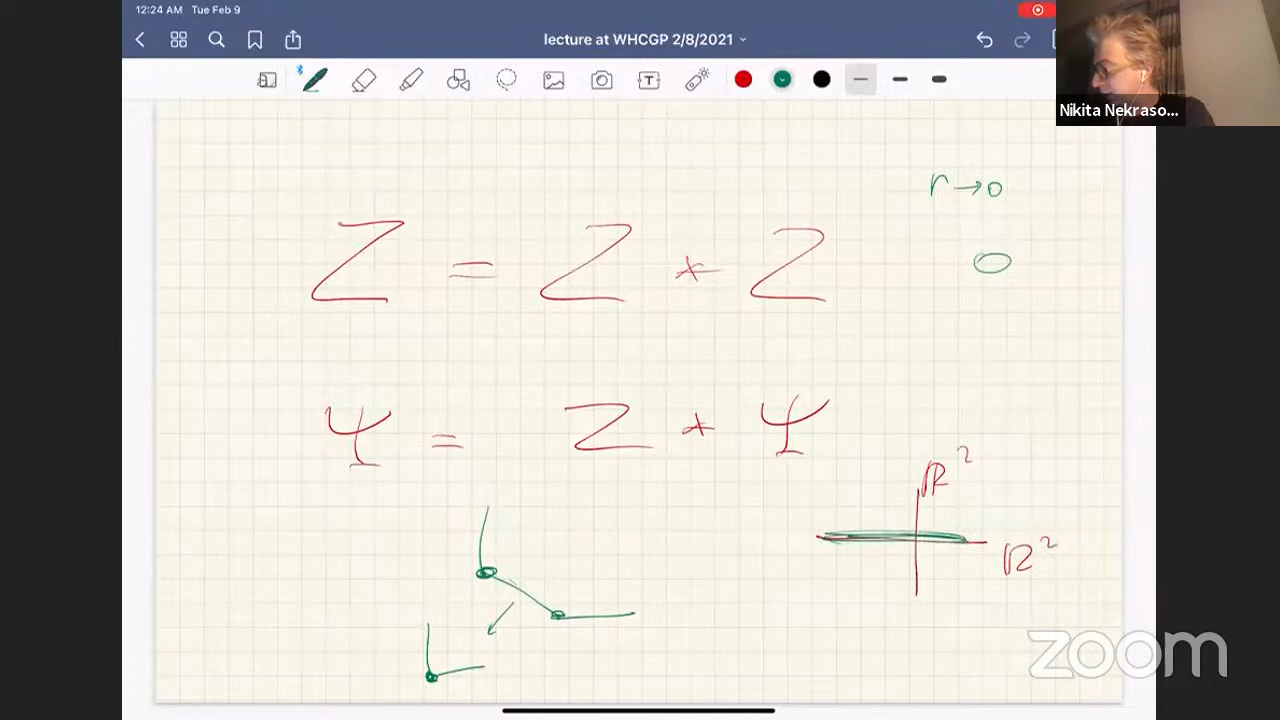 12:24 AM Tue Feb 9
lecture at WHCGP 2/8/2021
T
Nikita Nekraso...
r → 0
Z = Z * Z
Ψ = Z * Ψ
ℝ²
ℝ²
zoom